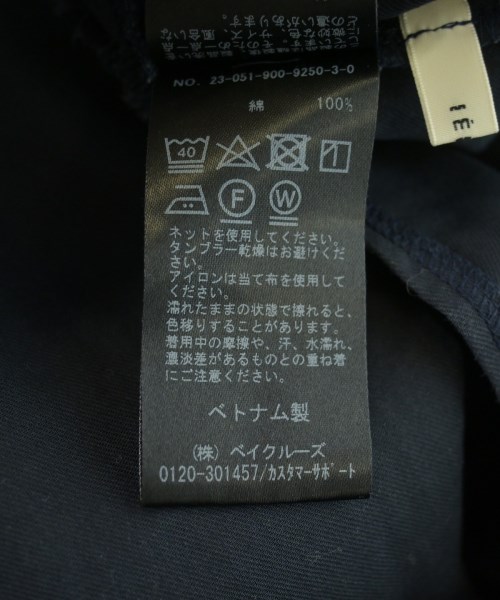 NO. 23-051-900-9250-3-0
綿 100%
40
F W
ネットを使用してください。
タンブラー乾燥はお避けくださ
い。
アイロンは当て布を使用して
ください。
濡れたままの状態で擦れると、
色移りすることがあります。
着用中の摩擦や、汗、水濡れ、
濃淡差があるものとの重ね着
にご注意ください。
ベトナム製
(株) ベイクルーズ
0120-301457/カスタマーサポート